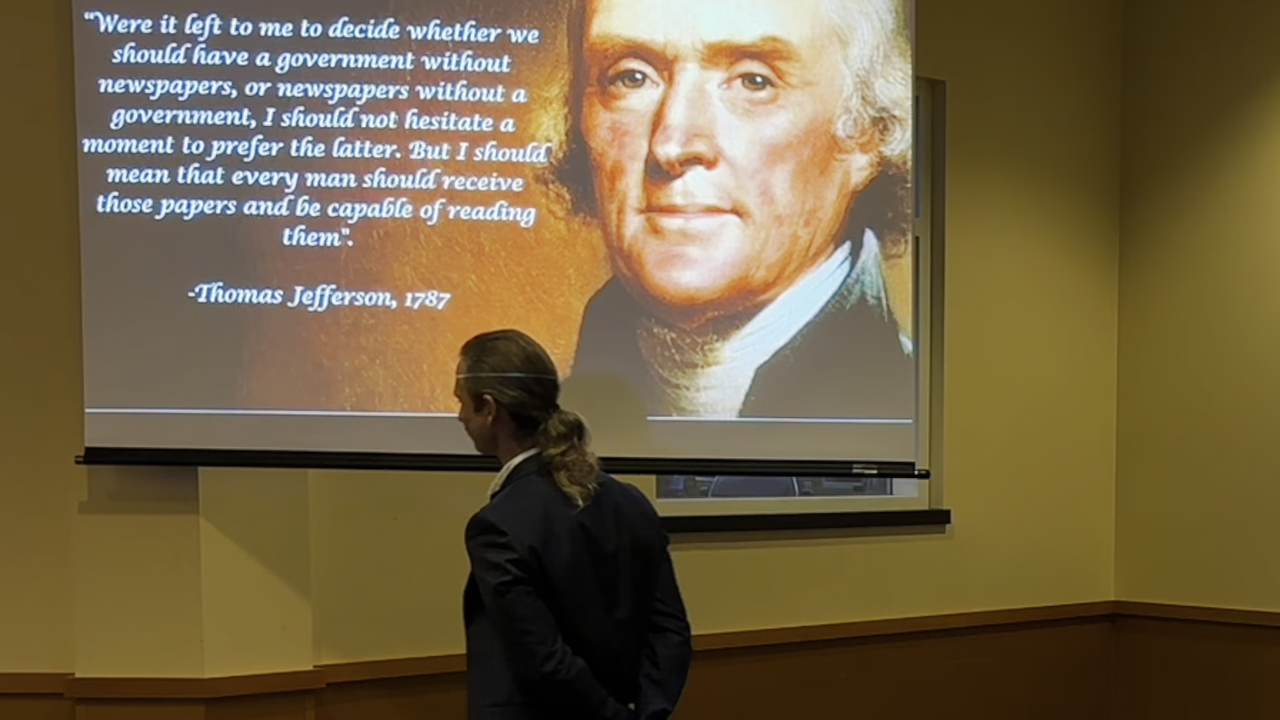 “Were it left to me to decide whether we
should have a government without
newspapers, or newspapers without a
government, I should not hesitate a
moment to prefer the latter. But I should
mean that every man should receive
those papers and be capable of reading
them".
-Thomas Jefferson, 1787